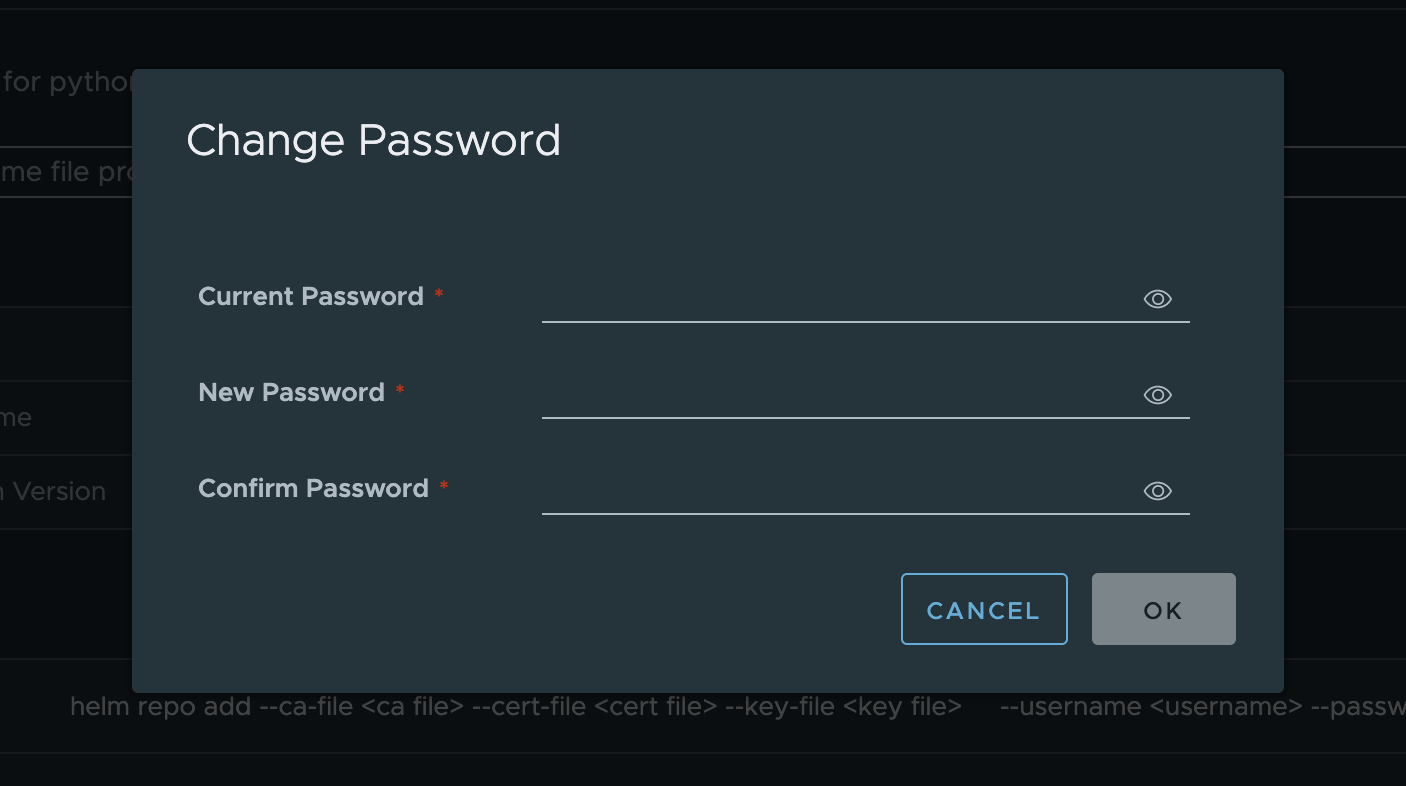 for python
me file pro
Change Password
Current Password *
New Password *
me
Confirm Password *
n Version
CANCEL OK
helm repo add --ca-file <ca file> --cert-file <cert file> --key-file <key file> --username <username> --passw